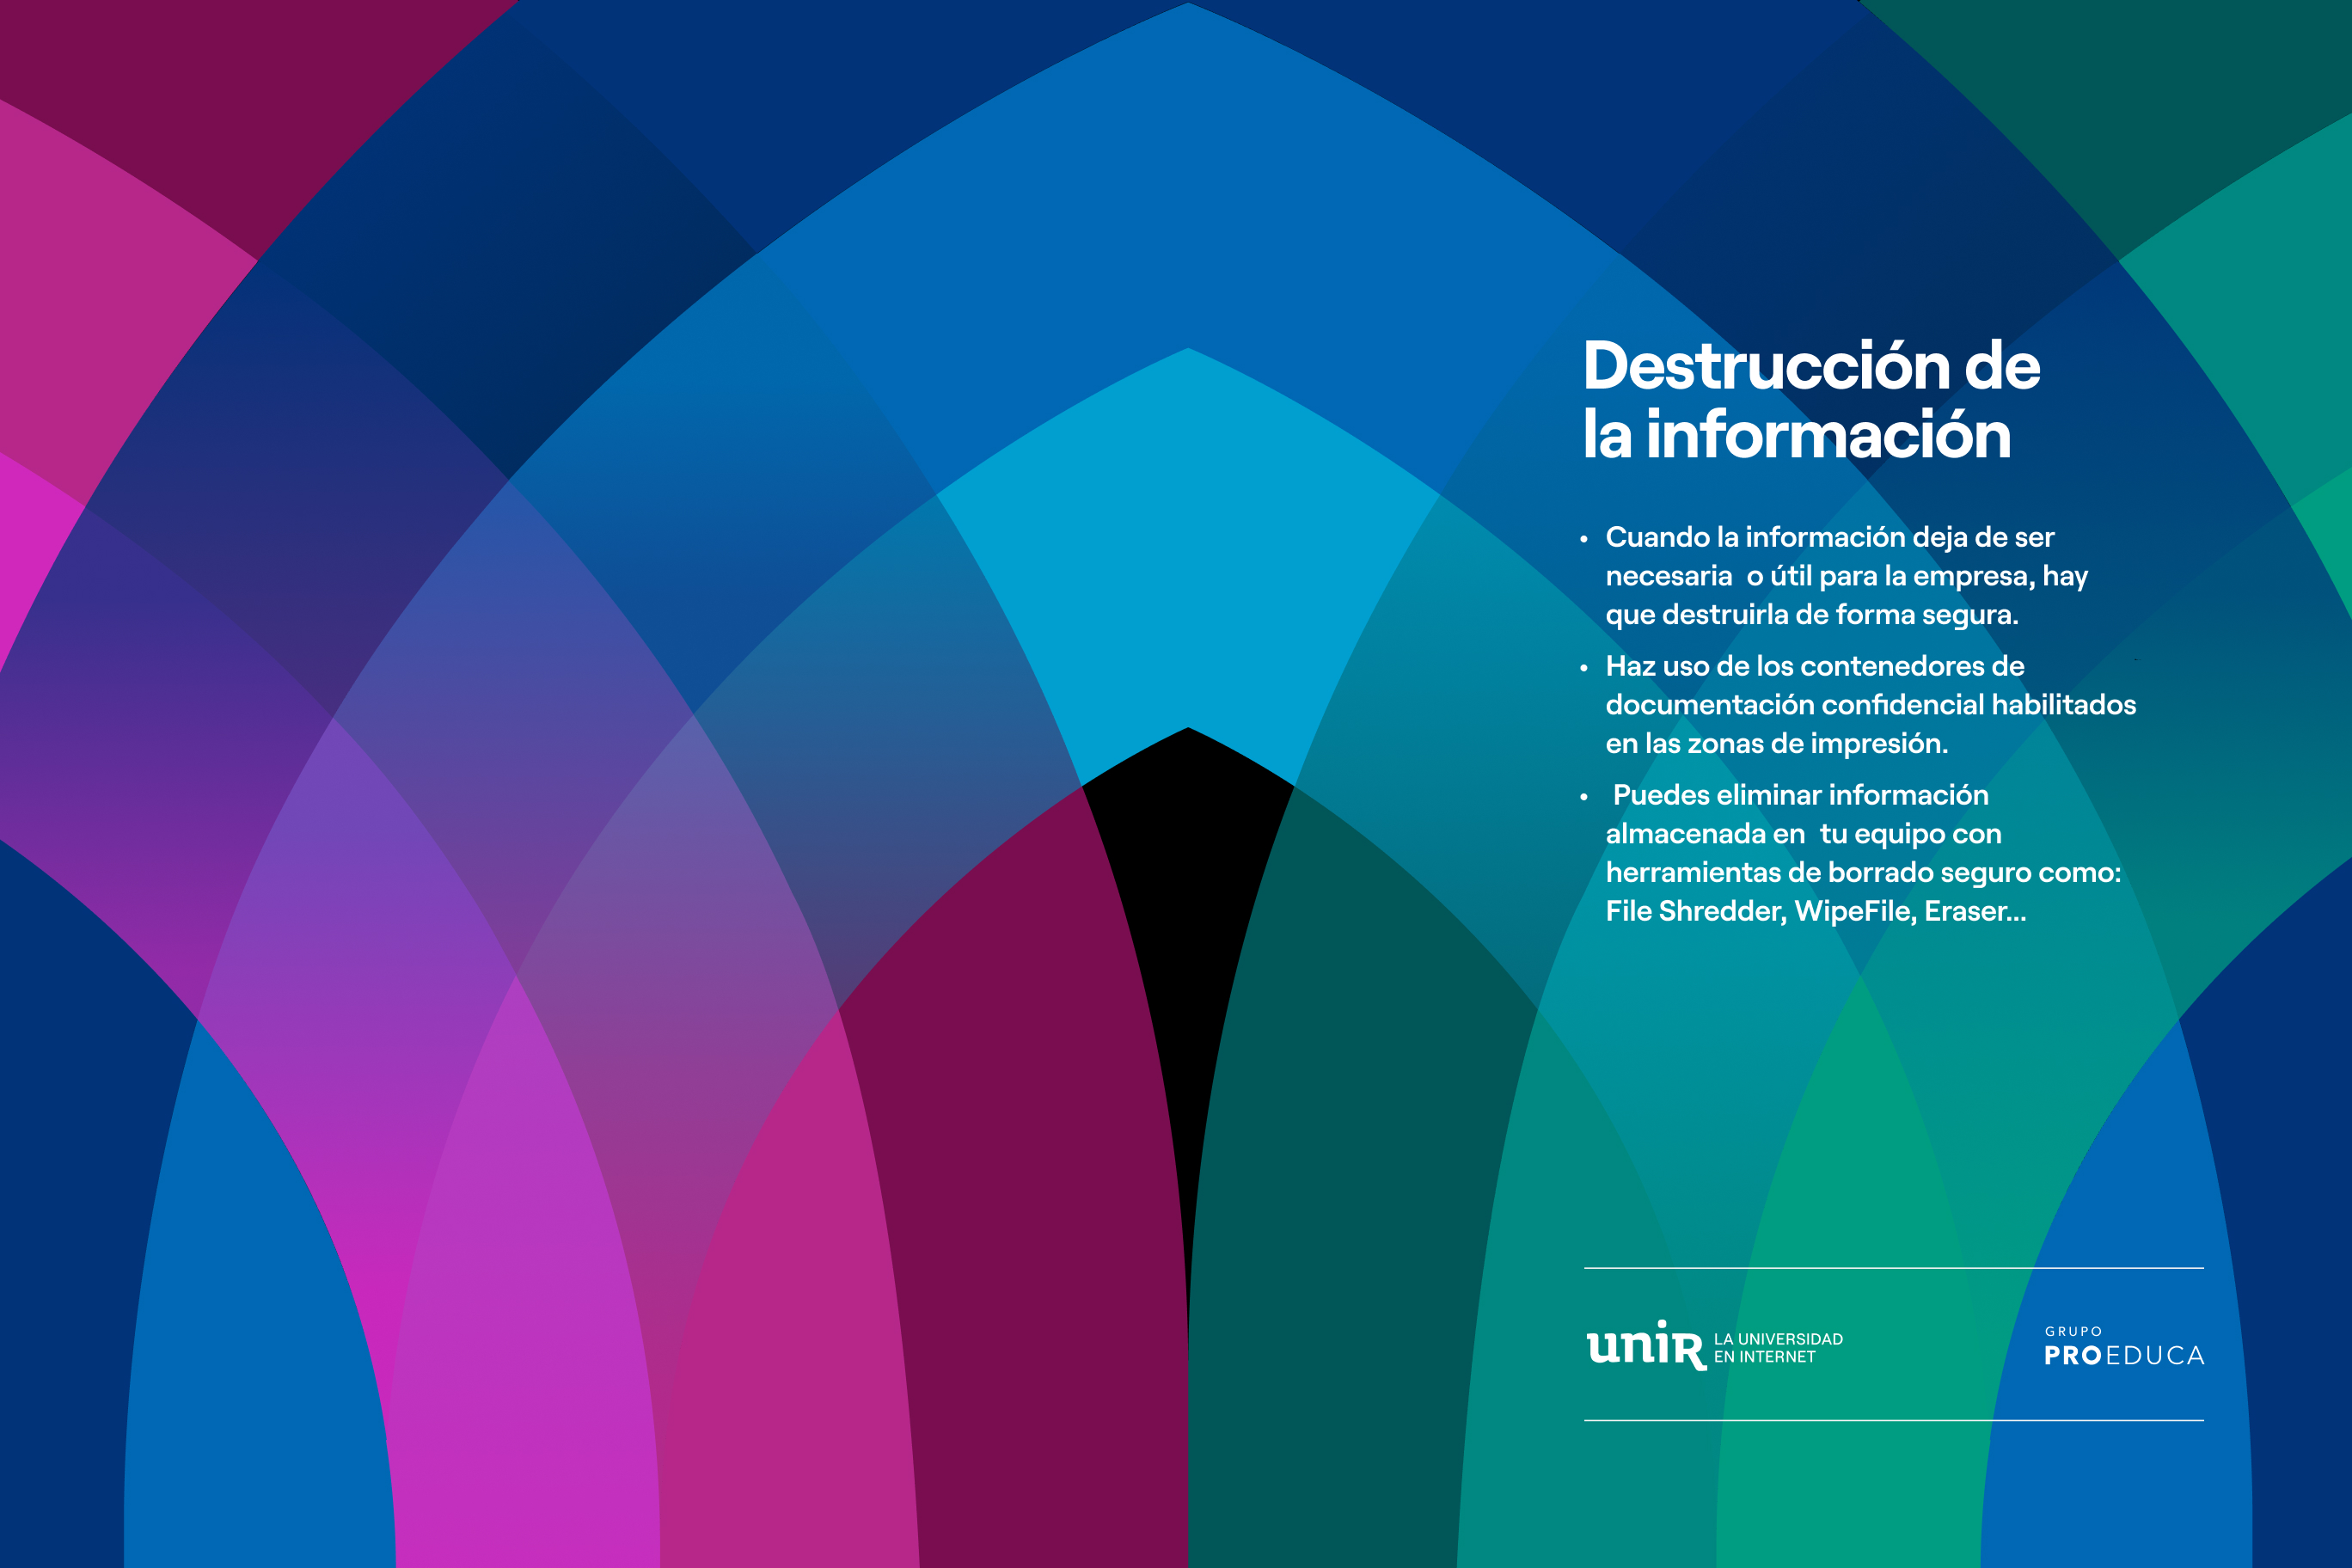 Destrucción de
la información
• Cuando la información deja de ser
necesaria  o útil para la empresa, hay
que destruirla de forma segura.
• Haz uso de los contenedores de
documentación confidencial habilitados
en las zonas de impresión.
•  Puedes eliminar información
almacenada en  tu equipo con
herramientas de borrado seguro como:
File Shredder, WipeFile, Eraser...
unir LA UNIVERSIDAD
EN INTERNET
GRUPO
PROEDUCA